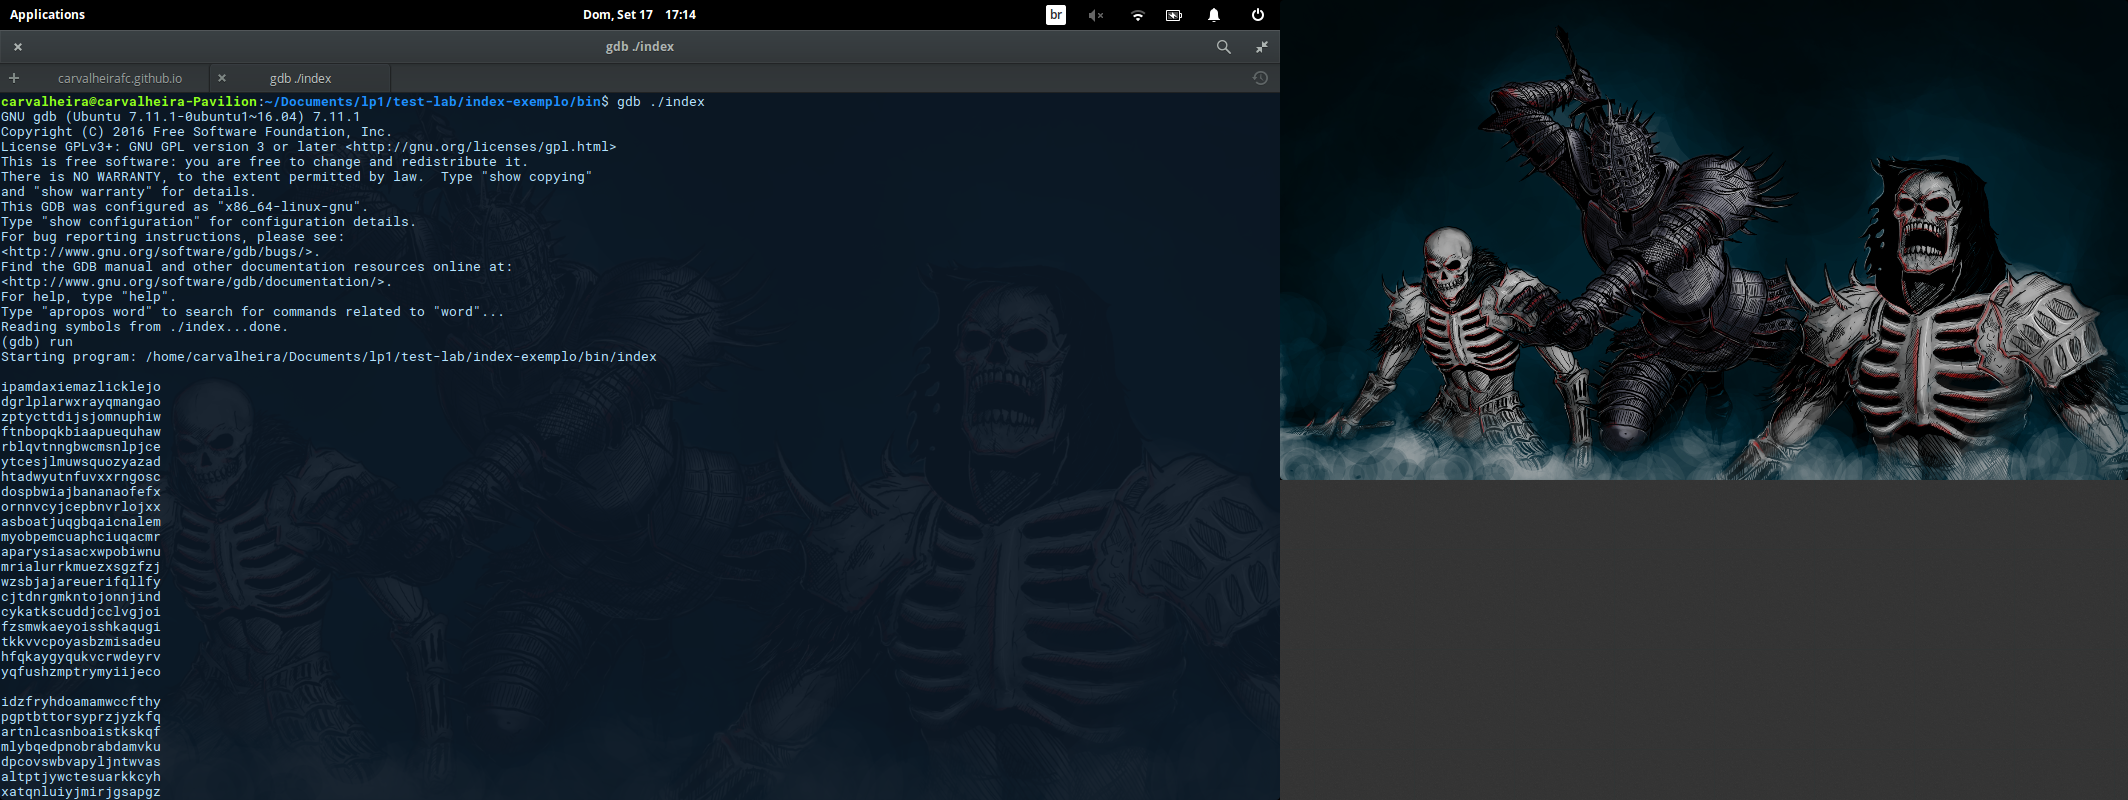 Applications
Dom, Set 17 17:14
br
gdb ./index
carvalheirafc.github.io
gdb ./index
carvalheira@carvalheira-Pavilion:~/Documents/lp1/test-lab/index-exemplo/bin$ gdb ./index
GNU gdb (Ubuntu 7.11.1-0ubuntu1~16.04) 7.11.1
Copyright (C) 2016 Free Software Foundation, Inc.
License GPLv3+: GNU GPL version 3 or later <http://gnu.org/licenses/gpl.html>
This is free software: you are free to change and redistribute it.
There is NO WARRANTY, to the extent permitted by law.  Type "show copying"
and "show warranty" for details.
This GDB was configured as "x86_64-linux-gnu".
Type "show configuration" for configuration details.
For bug reporting instructions, please see:
<http://www.gnu.org/software/gdb/bugs/>.
Find the GDB manual and other documentation resources online at:
<http://www.gnu.org/software/gdb/documentation/>.
For help, type "help".
Type "apropos word" to search for commands related to "word"...
Reading symbols from ./index...done.
(gdb) run
Starting program: /home/carvalheira/Documents/lp1/test-lab/index-exemplo/bin/index
ipamdaxiemazlicklejo
dgrlplarwxrayqmangao
zptycttdijsjomnuphiw
ftnbopqkbiaapuequhaw
rblqvtnngbwcmsnlpjce
ytcesjlmuwsquozyazad
htadwyutnfuvxxrngosc
dospbwiajbananaofefx
ornnvcyjcepbnvrlojxx
asboatjuqgbqaicnalem
myobpemcuaphciuqacmr
aparysiasacxwpobiwnu
mrialurrkmuezxsgzfzj
wzsbjajareuerifqllfy
cjtdnrgmkntojonnjind
cykatkscuddjcclvgjoi
fzsmwkaeyoisshkaqugi
tkkvvcpoyasbzmisadeu
hfqkaygyqukvcrwdeyrv
yqfushzmptrymyiijeco
idzfryhdoamamwccfthy
pgptbttorsyprzjyzkfq
artnlcasnboaistkskqf
mlybqedpnobrabdamvku
dpcovswbvapyljntwvas
altptjywctesuarkkcyh
xatqnluiyjmirjgsapgz